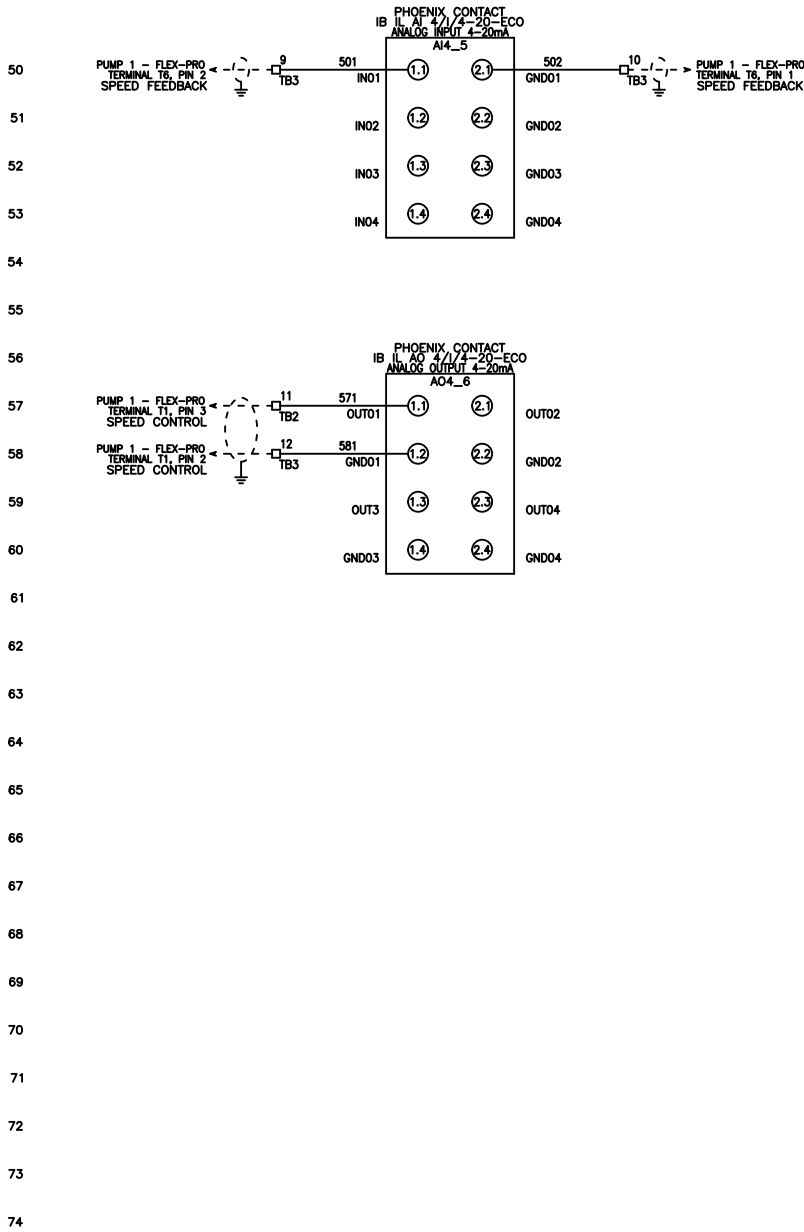 PHOENIX CONTACT
IB IL AI 4/I/4-20-ECO
ANALOG INPUT 4-20mA
AI4_5
50
PUMP 1 - FLEX-PRO
TERMINAL T6, PIN 2
SPEED FEEDBACK
9
TB3
501
IN01
1.1
2.1
GND01
502
10
TB3
PUMP 1 - FLEX-PRO
TERMINAL T6, PIN 1
SPEED FEEDBACK
51
IN02
1.2
2.2
GND02
52
IN03
1.3
2.3
GND03
53
IN04
1.4
2.4
GND04
54
55
56
PHOENIX CONTACT
IB IL AO 4/I/4-20-ECO
ANALOG OUTPUT 4-20mA
AO4_6
57
PUMP 1 - FLEX-PRO
TERMINAL T1, PIN 3
SPEED CONTROL
11
TB2
571
OUT01
1.1
2.1
OUT02
58
PUMP 1 - FLEX-PRO
TERMINAL T1, PIN 2
SPEED CONTROL
12
TB3
581
GND01
1.2
2.2
GND02
59
OUT3
1.3
2.3
OUT04
60
GND03
1.4
2.4
GND04
61
62
63
64
65
66
67
68
69
70
71
72
73
74